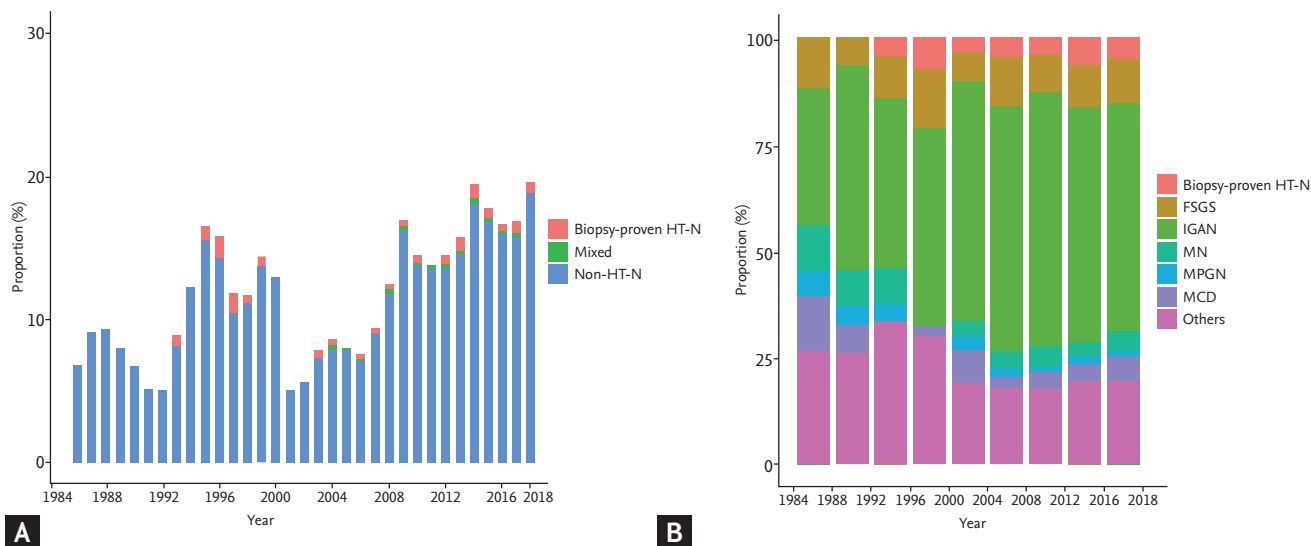 30
20
10
0
Proportion (%)
1984 1988 1992 1996 2000 2004 2008 2012 2016 2018
Year
Biopsy-proven HT-N
Mixed
Non-HT-N
A
100
75
50
25
0
Proportion (%)
1984 1988 1992 1996 2000 2004 2008 2012 2016 2018
Year
Biopsy-proven HT-N
FSGS
IGAN
MN
MPGN
MCD
Others
B